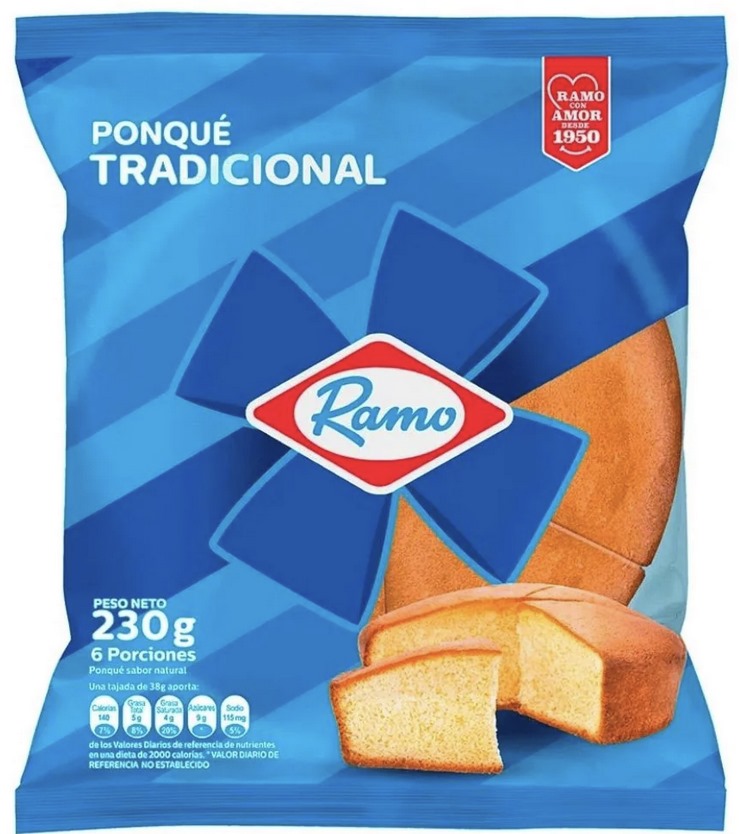 RAMO
CON
AMOR
DESDE
1950
PONQUÉ
TRADICIONAL
Ramo
PESO NETO
230g
6 Porciones
Ponqué sabor natural
Una tajada de 38g aporta:
Calorías 140 7%
Grasa Total 5g 8%
Grasa Saturada 4g 20%
Azúcares 9g *
Sodio 115mg 5%
de los Valores Diarios de referencia de nutrientes
en una dieta de 2000 calorías. * VALOR DIARIO DE
REFERENCIA NO ESTABLECIDO